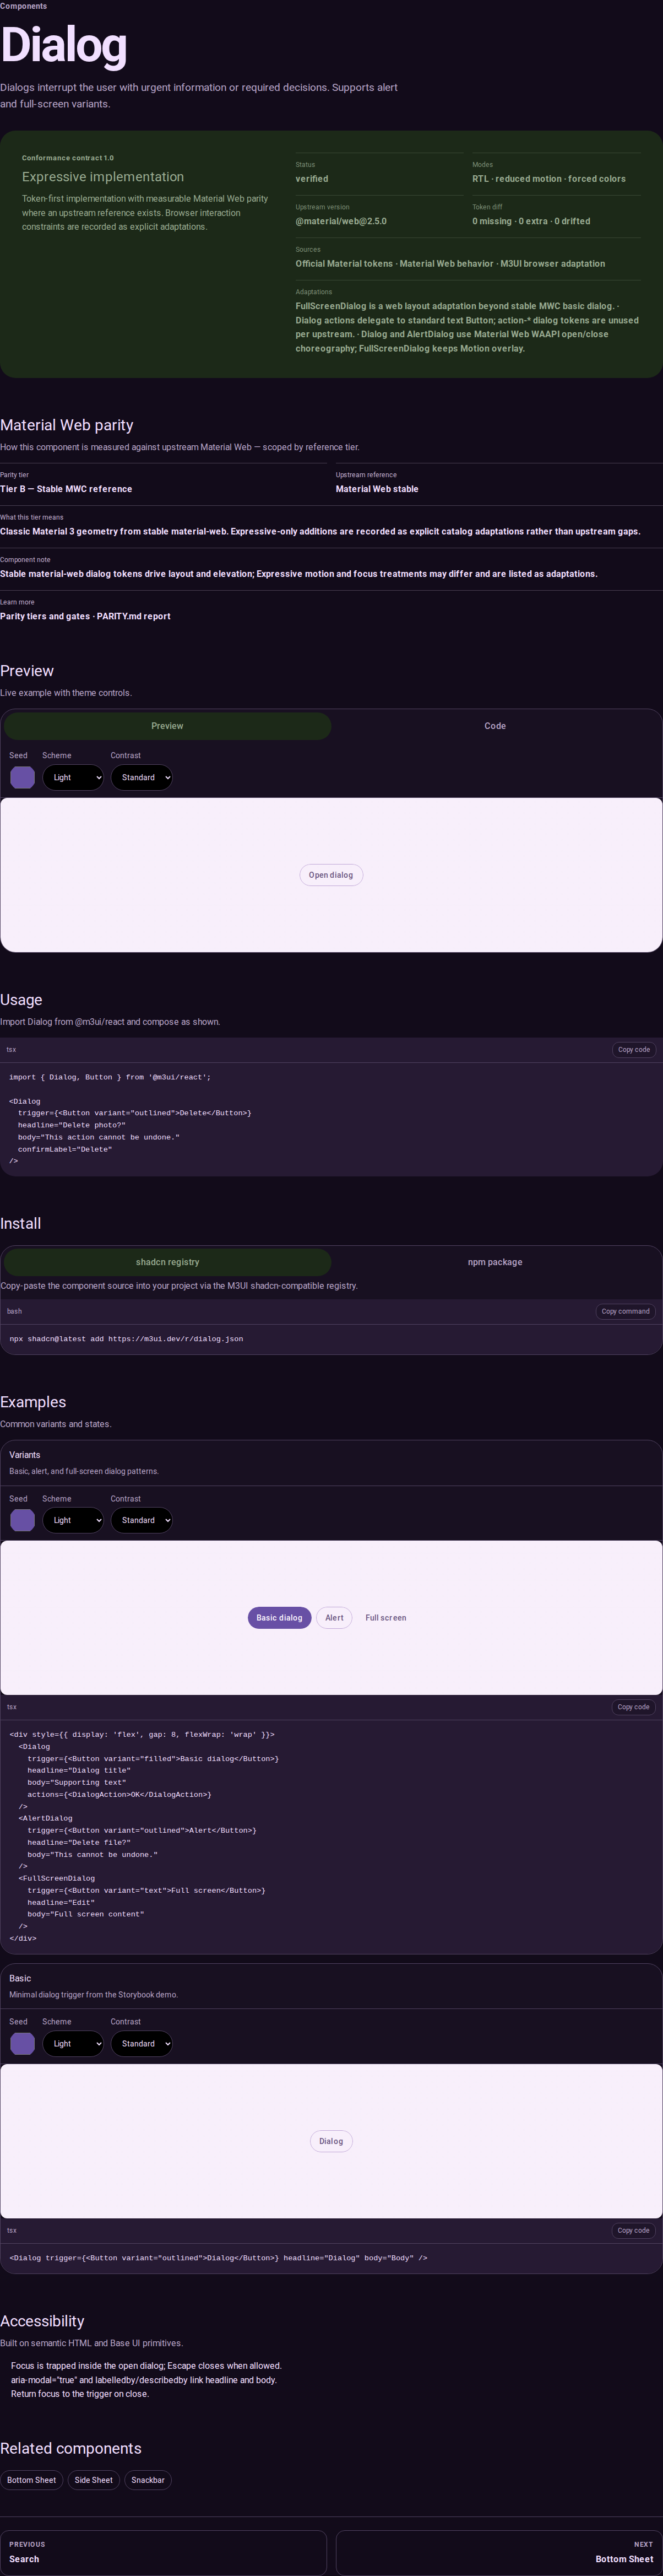 Components
Dialog
Dialogs interrupt the user with urgent information or required decisions. Supports alert
and full-screen variants.
Conformance contract 1.0
Expressive implementation
Token-first implementation with measurable Material Web parity
where an upstream reference exists. Browser interaction
constraints are recorded as explicit adaptations.
Status
verified
Modes
RTL · reduced motion · forced colors
Upstream version
@material/web@2.5.0
Token diff
0 missing · 0 extra · 0 drifted
Sources
Official Material tokens · Material Web behavior · M3UI browser adaptation
Adaptations
FullScreenDialog is a web layout adaptation beyond stable MWC basic dialog. ·
Dialog actions delegate to standard text Button; action-* dialog tokens are unused
per upstream. · Dialog and AlertDialog use Material Web WAAPI open/close
choreography; FullScreenDialog keeps Motion overlay.
Material Web parity
How this component is measured against upstream Material Web — scoped by reference tier.
Parity tier
Tier B — Stable MWC reference
Upstream reference
Material Web stable
What this tier means
Classic Material 3 geometry from stable material-web. Expressive-only additions are recorded as explicit catalog adaptations rather than upstream gaps.
Component note
Stable material-web dialog tokens drive layout and elevation; Expressive motion and focus treatments may differ and are listed as adaptations.
Learn more
Parity tiers and gates · PARITY.md report
Preview
Live example with theme controls.
Preview
Code
Seed Scheme Contrast
Light Standard
Open dialog
Usage
Import Dialog from @m3ui/react and compose as shown.
tsx
Copy code
import { Dialog, Button } from '@m3ui/react';
<Dialog
trigger={<Button variant="outlined">Delete</Button>}
headline="Delete photo?"
body="This action cannot be undone."
confirmLabel="Delete"
/>
Install
shadcn registry
npm package
Copy-paste the component source into your project via the M3UI shadcn-compatible registry.
bash
Copy command
npx shadcn@latest add https://m3ui.dev/r/dialog.json
Examples
Common variants and states.
Variants
Basic, alert, and full-screen dialog patterns.
Seed Scheme Contrast
Light Standard
Basic dialog Alert Full screen
tsx
Copy code
<div style={{ display: 'flex', gap: 8, flexWrap: 'wrap' }}>
<Dialog
trigger={<Button variant="filled">Basic dialog</Button>}
headline="Dialog title"
body="Supporting text"
actions={<DialogAction>OK</DialogAction>}
/>
<AlertDialog
trigger={<Button variant="outlined">Alert</Button>}
headline="Delete file?"
body="This cannot be undone."
/>
<FullScreenDialog
trigger={<Button variant="text">Full screen</Button>}
headline="Edit"
body="Full screen content"
/>
</div>
Basic
Minimal dialog trigger from the Storybook demo.
Seed Scheme Contrast
Light Standard
Dialog
tsx
Copy code
<Dialog trigger={<Button variant="outlined">Dialog</Button>} headline="Dialog" body="Body" />
Accessibility
Built on semantic HTML and Base UI primitives.
Focus is trapped inside the open dialog; Escape closes when allowed.
aria-modal="true" and labelledby/describedby link headline and body.
Return focus to the trigger on close.
Related components
Bottom Sheet Side Sheet Snackbar
PREVIOUS
Search
NEXT
Bottom Sheet